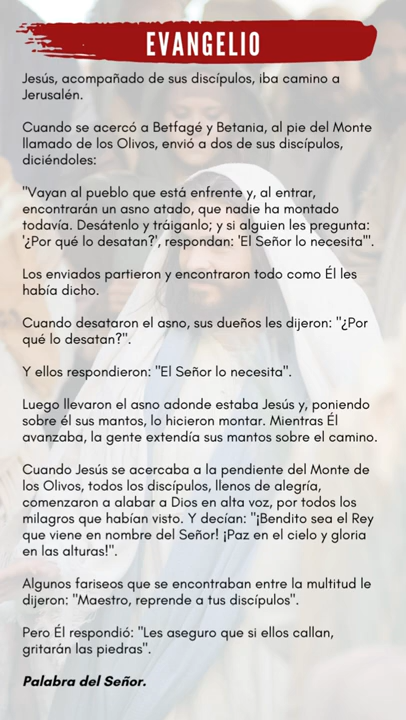 EVANGELIO
Jesús, acompañado de sus discípulos, iba camino a
Jerusalén.
Cuando se acercó a Betfagé y Betania, al pie del Monte
llamado de los Olivos, envió a dos de sus discípulos,
diciéndoles:
"Vayan al pueblo que está enfrente y, al entrar,
encontrarán un asno atado, que nadie ha montado
todavía. Desátenlo y tráiganlo; y si alguien les pregunta:
'¿Por qué lo desatan?', respondan: 'El Señor lo necesita'".
Los enviados partieron y encontraron todo como Él les
había dicho.
Cuando desataron el asno, sus dueños les dijeron: "¿Por
qué lo desatan?".
Y ellos respondieron: "El Señor lo necesita".
Luego llevaron el asno adonde estaba Jesús y, poniendo
sobre él sus mantos, lo hicieron montar. Mientras Él
avanzaba, la gente extendía sus mantos sobre el camino.
Cuando Jesús se acercaba a la pendiente del Monte de
los Olivos, todos los discípulos, llenos de alegría,
comenzaron a alabar a Dios en alta voz, por todos los
milagros que habían visto. Y decían: "¡Bendito sea el Rey
que viene en nombre del Señor! ¡Paz en el cielo y gloria
en las alturas!".
Algunos fariseos que se encontraban entre la multitud le
dijeron: "Maestro, reprende a tus discípulos".
Pero Él respondió: "Les aseguro que si ellos callan,
gritarán las piedras".
Palabra del Señor.